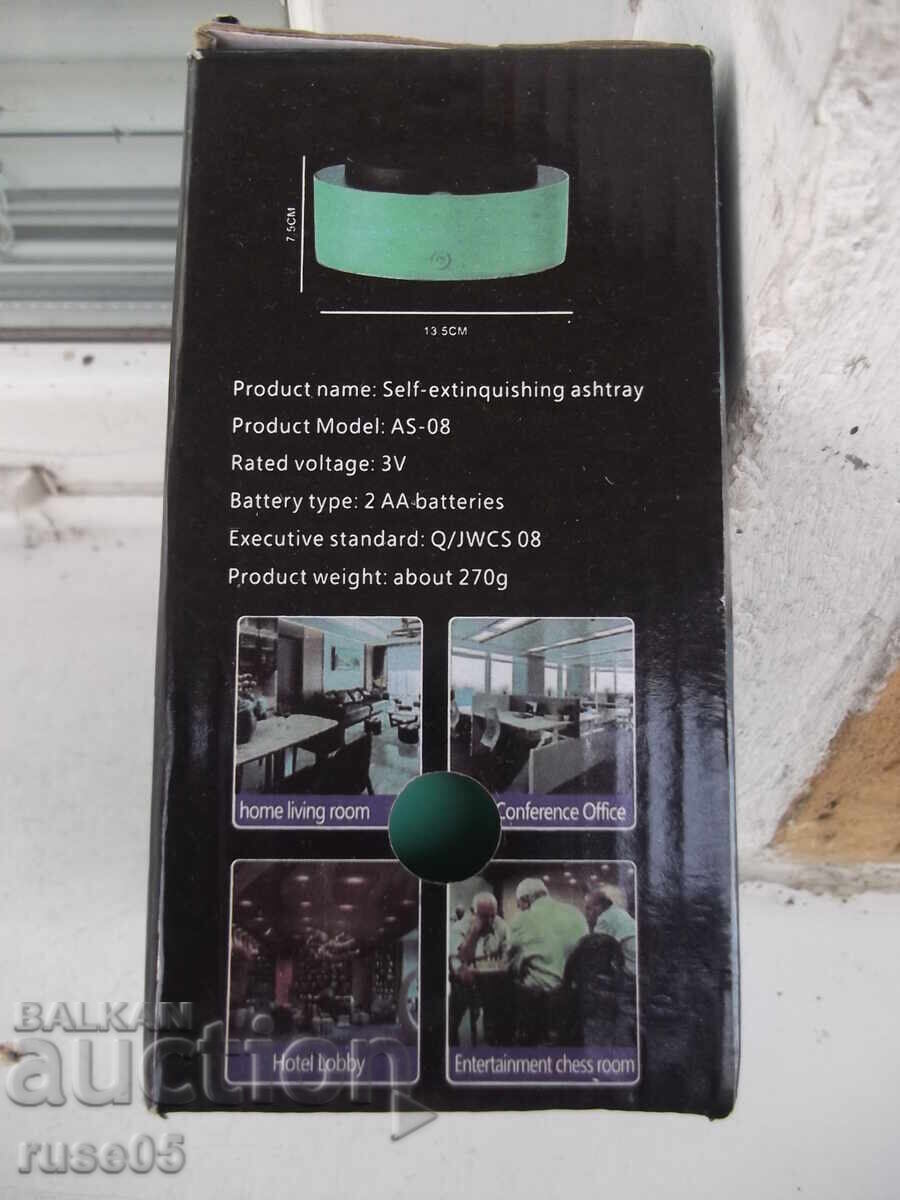 7.5CM
13.5CM
Product name: Self-extinquishing ashtray
Product Model: AS-08
Rated voltage: 3V
Battery type: 2 AA batteries
Executive standard: Q/JWCS 08
Product weight: about 270g
home living room
Conference Office
Hotel Lobby
Entertainment chess room
BALKAN
auction
ruse05